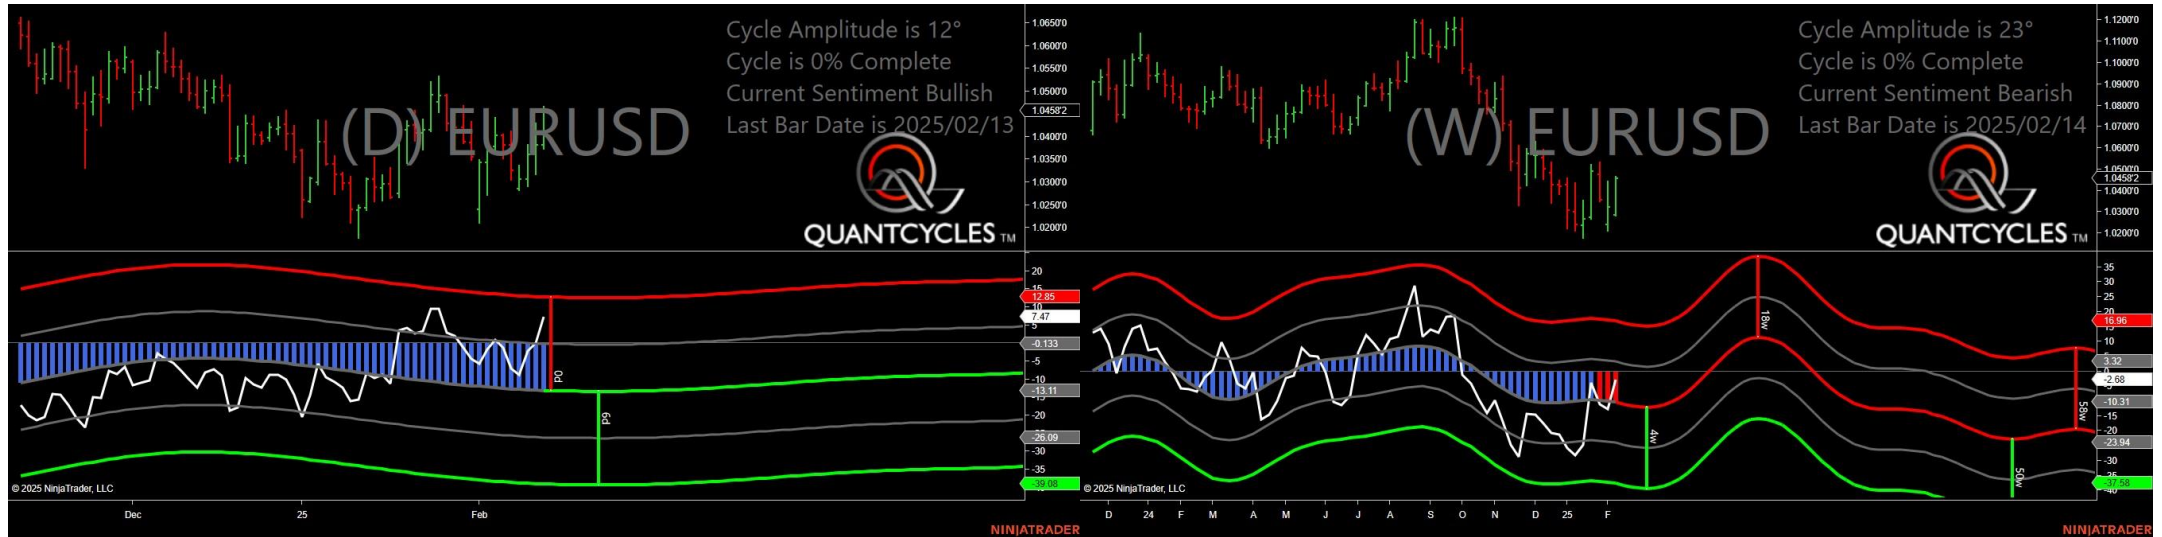 Cycle Amplitude is 12°
Cycle is 0% Complete
Current Sentiment Bullish
Last Bar Date is 2025/02/13
(D) EURUSD
QUANTCYCLES TM
1.0650'0
1.0600'0
1.0550'0
1.0500'0
1.0458'2
1.0400'0
1.0350'0
1.0300'0
1.0250'0
1.0200'0
20
15
12.85
10
7.47
5
-0.133
-5
-10
-13.11
-15
-20
-26.09
-30
-35
-39.08
0d
6d
© 2025 NinjaTrader, LLC
Dec
25
Feb
NINJATRADER
Cycle Amplitude is 23°
Cycle is 0% Complete
Current Sentiment Bearish
Last Bar Date is 2025/02/14
(W) EURUSD
QUANTCYCLES TM
1.1200'0
1.1100'0
1.1000'0
1.0900'0
1.0800'0
1.0700'0
1.0600'0
1.0500'0
1.0458'2
1.0400'0
1.0300'0
1.0200'0
35
30
25
20
16.96
15
10
3.32
-2.68
-10.31
-15
-20
-23.94
-30
-37.58
18w
4w
50w
58w
© 2025 NinjaTrader, LLC
D 24 F M A M J J A S O N D 25 F
NINJATRADER